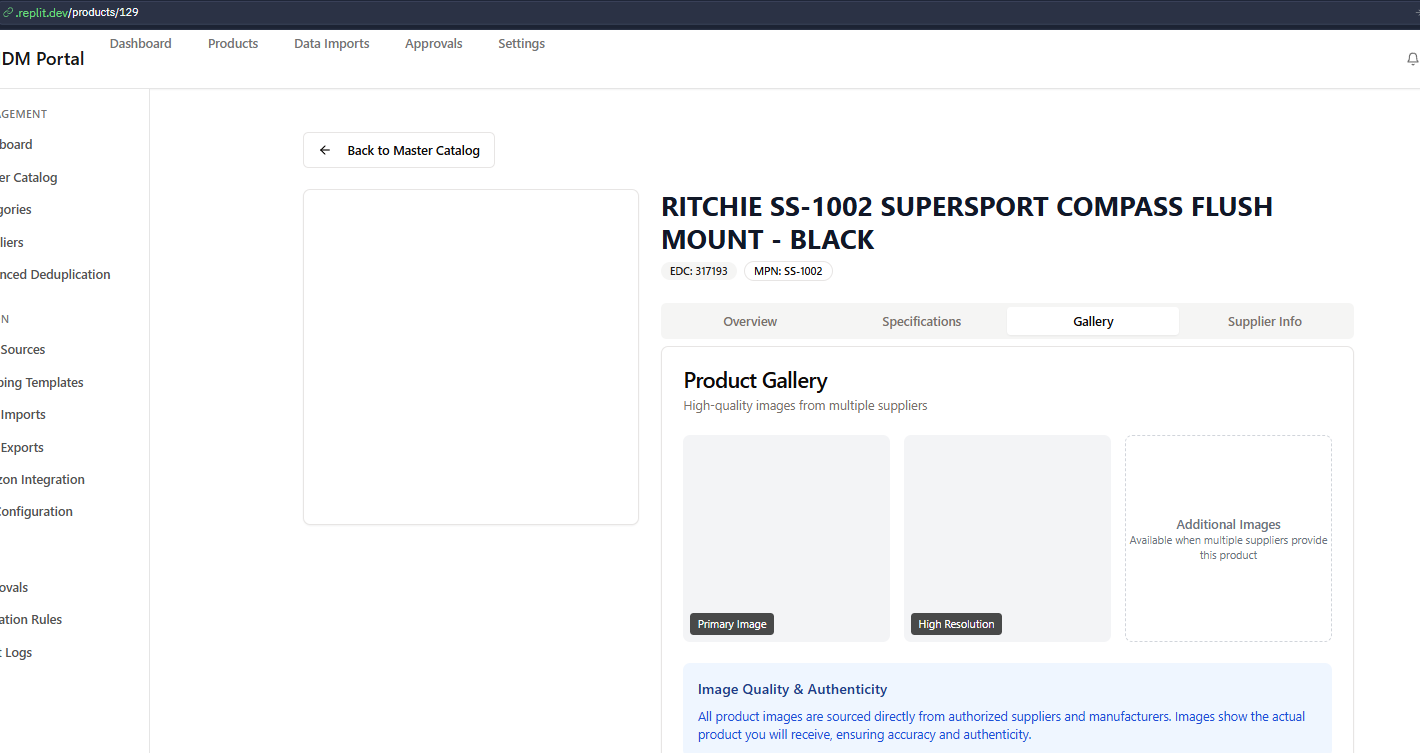 .replit.dev/products/129
Dashboard Products Data Imports Approvals Settings
DM Portal
GEMENT
board
er Catalog
gories
liers
nced Deduplication
N
Sources
ping Templates
Imports
Exports
zon Integration
Configuration
ovals
ation Rules
t Logs
← Back to Master Catalog
RITCHIE SS-1002 SUPERSPORT COMPASS FLUSH
MOUNT - BLACK
EDC: 317193 MPN: SS-1002
Overview Specifications Gallery Supplier Info
Product Gallery
High-quality images from multiple suppliers
Primary Image
High Resolution
Additional Images
Available when multiple suppliers provide
this product
Image Quality & Authenticity
All product images are sourced directly from authorized suppliers and manufacturers. Images show the actual
product you will receive, ensuring accuracy and authenticity.